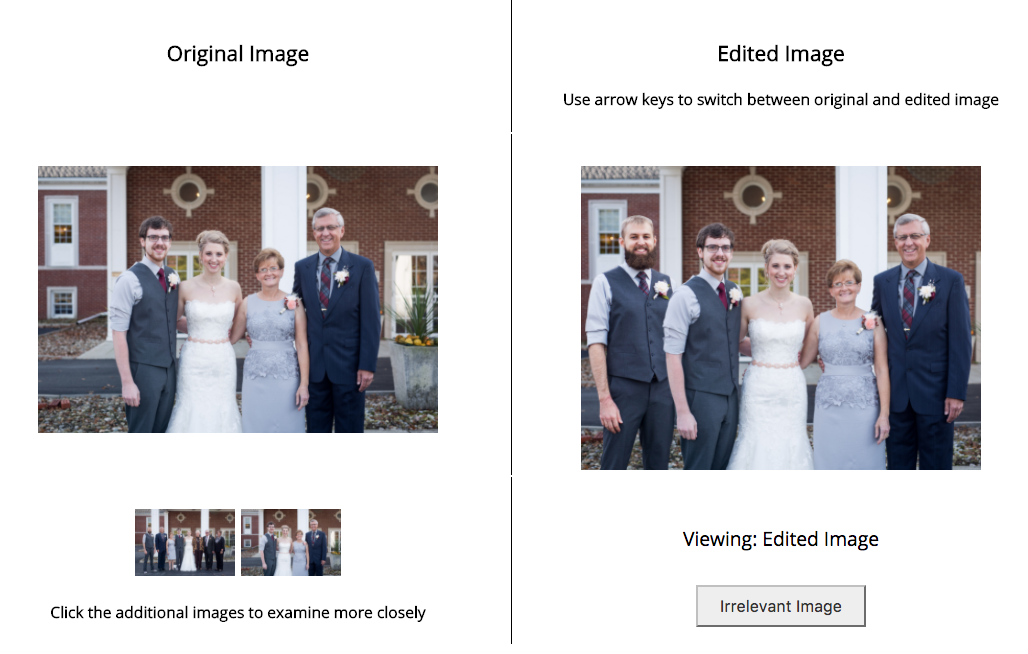 Original Image
Edited Image
Use arrow keys to switch between original and edited image
Viewing: Edited Image
Irrelevant Image
Click the additional images to examine more closely